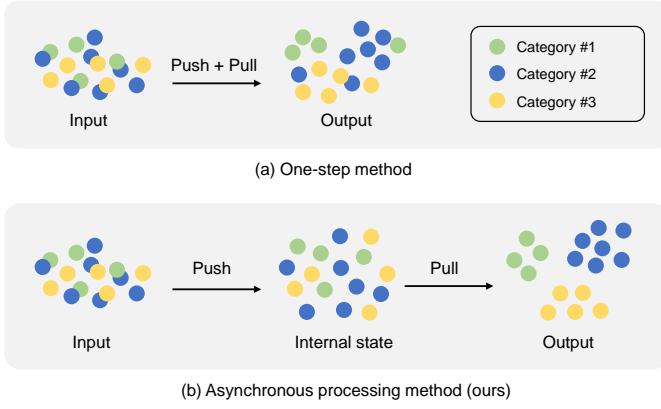 Push + Pull
Input
Output
Category #1
Category #2
Category #3
(a) One-step method
Push
Pull
Input
Internal state
Output
(b) Asynchronous processing method (ours)